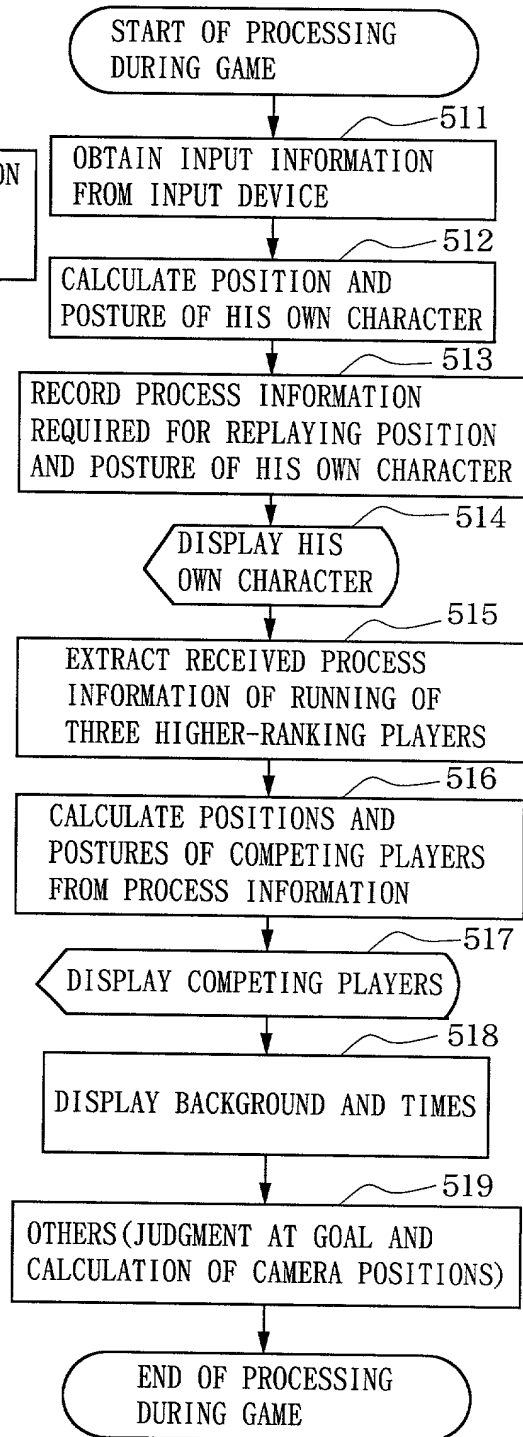 START OF PROCESSING
DURING GAME
511
ON
OBTAIN INPUT INFORMATION
FROM INPUT DEVICE
512
CALCULATE POSITION AND
POSTURE OF HIS OWN CHARACTER
513
RECORD PROCESS INFORMATION
REQUIRED FOR REPLAYING POSITION
AND POSTURE OF HIS OWN CHARACTER
514
DISPLAY HIS
OWN CHARACTER
515
EXTRACT RECEIVED PROCESS
INFORMATION OF RUNNING OF
THREE HIGHER-RANKING PLAYERS
516
CALCULATE POSITIONS AND
POSTURES OF COMPETING PLAYERS
FROM PROCESS INFORMATION
517
DISPLAY COMPETING PLAYERS
518
DISPLAY BACKGROUND AND TIMES
519
OTHERS(JUDGMENT AT GOAL AND
CALCULATION OF CAMERA POSITIONS)
END OF PROCESSING
DURING GAME